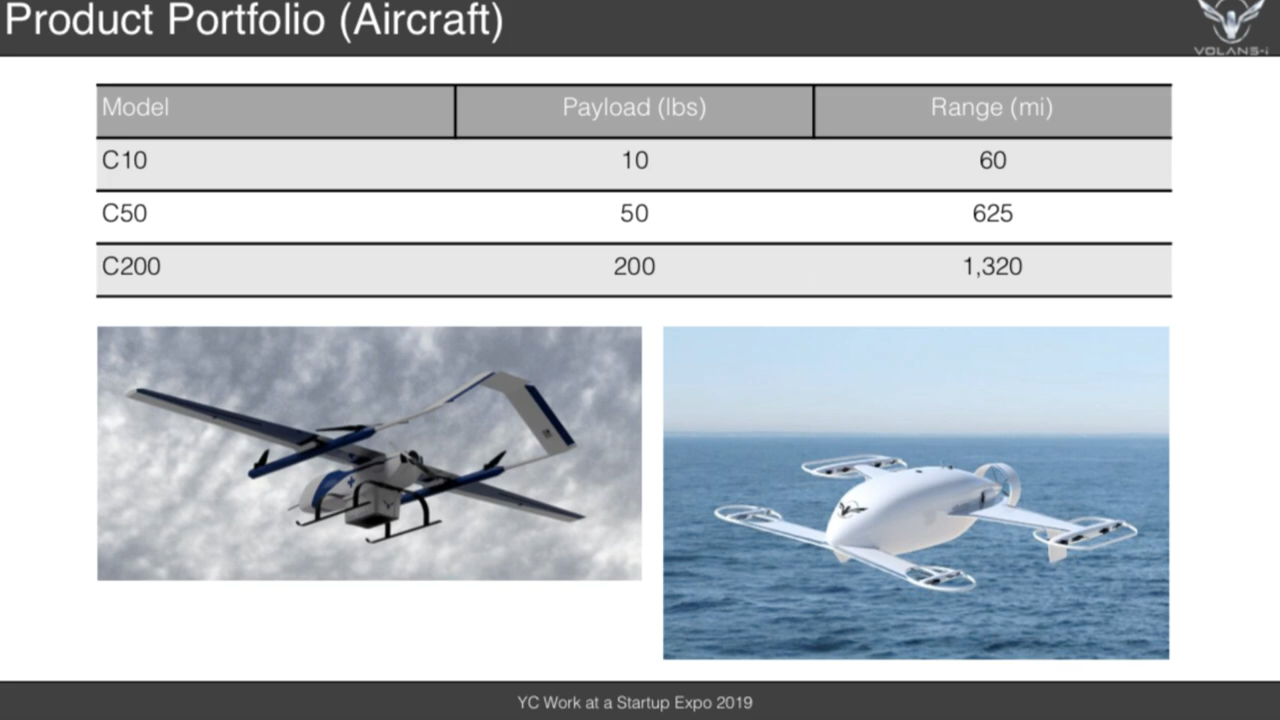 Product Portfolio (Aircraft)
VOLANS-i
Model Payload (lbs) Range (mi)
C10 10 60
C50 50 625
C200 200 1,320
YC Work at a Startup Expo 2019